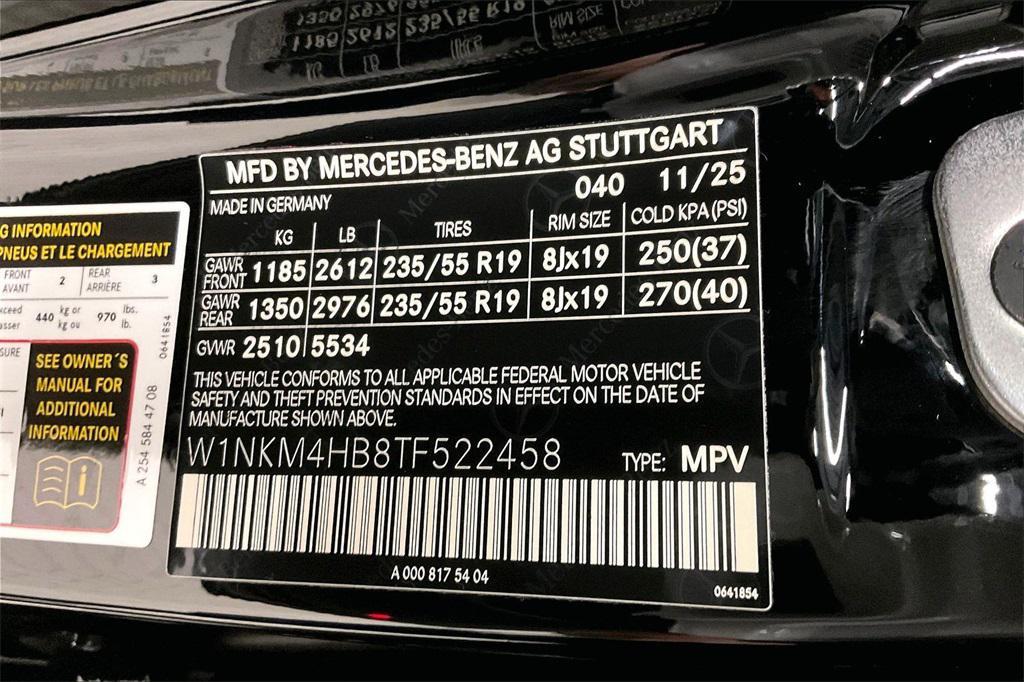 MFD BY MERCEDES-BENZ AG STUTTGART
040 11/25
MADE IN GERMANY
KG LB TIRES RIM SIZE COLD KPA (PSI)
GAWR FRONT 1185 2612 235/55 R19 8Jx19 250(37)
GAWR REAR 1350 2976 235/55 R19 8Jx19 270(40)
GVWR 2510 5534
THIS VEHICLE CONFORMS TO ALL APPLICABLE FEDERAL MOTOR VEHICLE
SAFETY AND THEFT PREVENTION STANDARDS IN EFFECT ON THE DATE OF
MANUFACTURE SHOWN ABOVE.
W1NKM4HB8TF522458 TYPE: MPV
A 000 817 54 04
0641854
G INFORMATION
PNEUS ET LE CHARGEMENT
FRONT AVANT 2 REAR ARRIÈRE 3
xceed 440 kg or 970 lbs.
asser kg ou lb.
SURE
SEE OWNER´S
MANUAL FOR
ADDITIONAL
INFORMATION
0641854
A 254 584 47 08